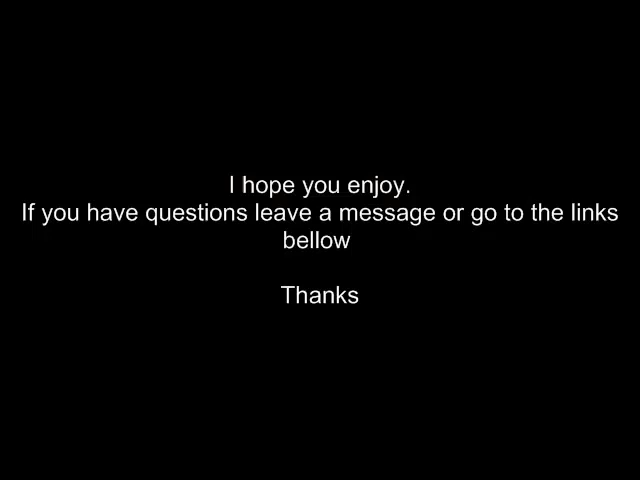 I hope you enjoy.
If you have questions leave a message or go to the links
bellow
Thanks